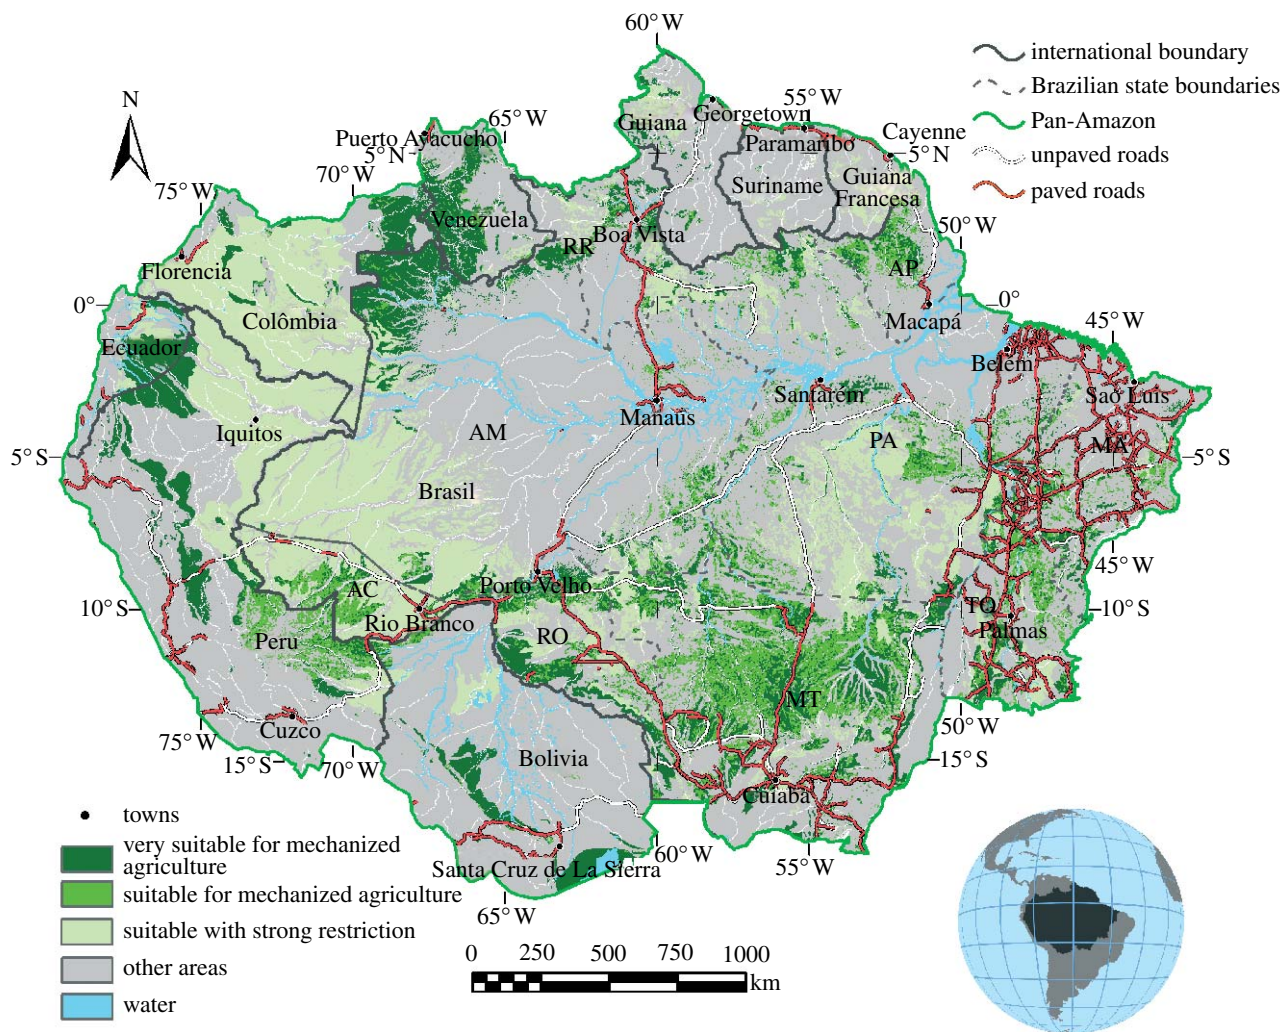 60° W
international boundary
Brazilian state boundaries
Pan-Amazon
unpaved roads
paved roads
N
Georgetown
55° W
65° W
Guiana
Puerto Ayacucho
5° N
Paramaribo
Cayenne
5° N
70° W
75° W
Suriname
Guiana
Francesa
Venezuela
50° W
RR
Boa Vista
Florencia
AP
0°
Colômbia
Macapá
0°
45° W
Ecuador
Belém
Santarém
São Luis
Manaus
Iquitos
AM
PA
MA
5° S
5° S
Brasil
45° W
Porto Velho
AC
10° S
Rio Branco
TO
10° S
Peru
RO
Palmas
MT
Cuzco
50° W
75° W
15° S
70° W
Bolivia
15° S
Cuiabá
towns
very suitable for mechanized
agriculture
60° W
55° W
Santa Cruz de La Sierra
suitable for mechanized agriculture
65° W
suitable with strong restriction
0 250 500 750 1000
km
other areas
water